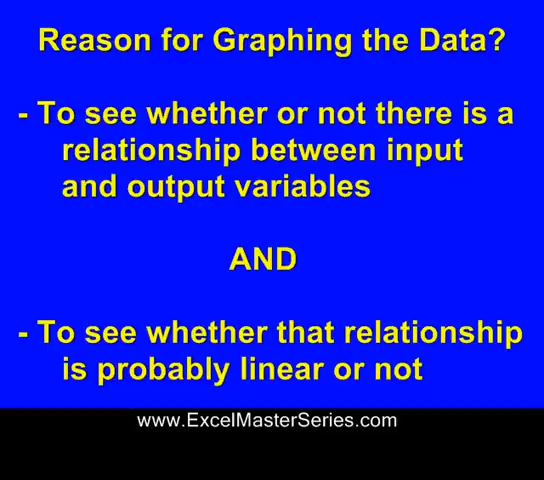 Reason for Graphing the Data?
- To see whether or not there is a
relationship between input
and output variables
AND
- To see whether that relationship
is probably linear or not
www.ExcelMasterSeries.com